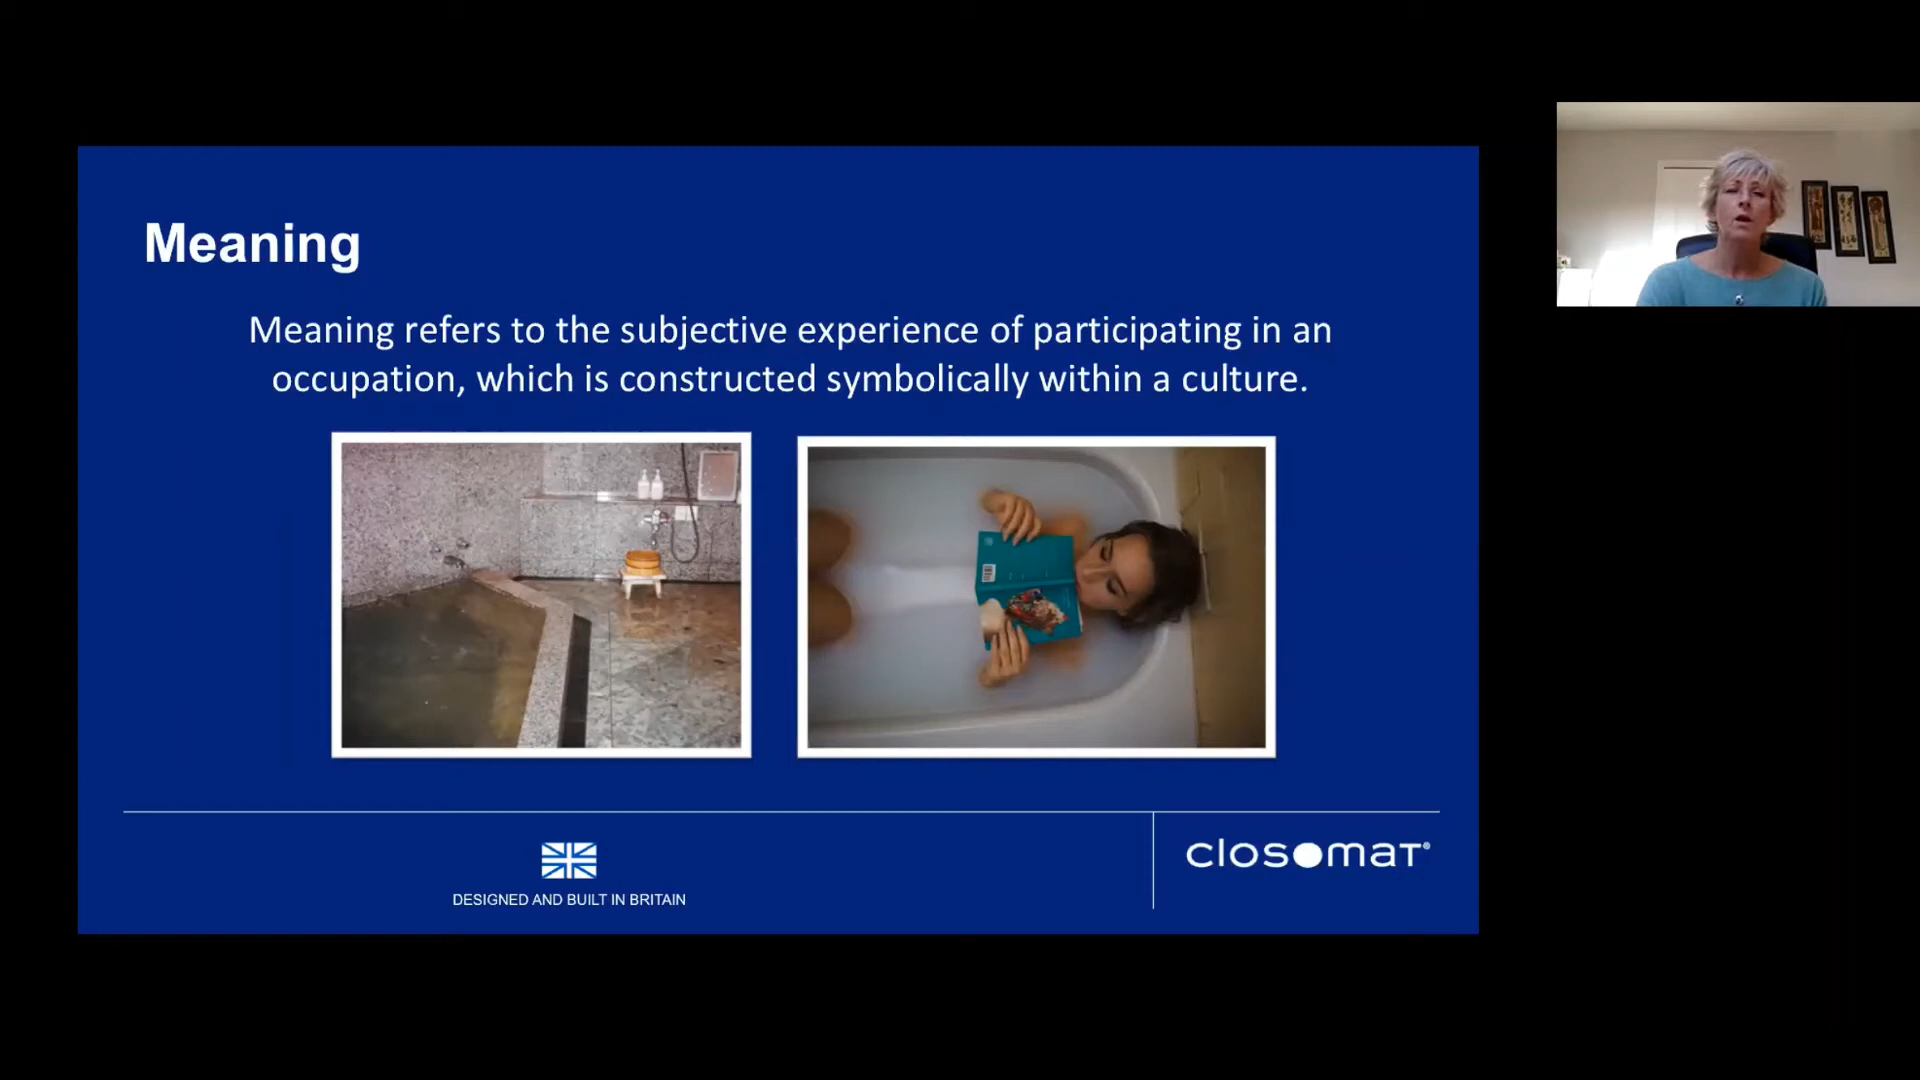 Meaning
Meaning refers to the subjective experience of participating in an
occupation, which is constructed symbolically within a culture.
DESIGNED AND BUILT IN BRITAIN
closomat®